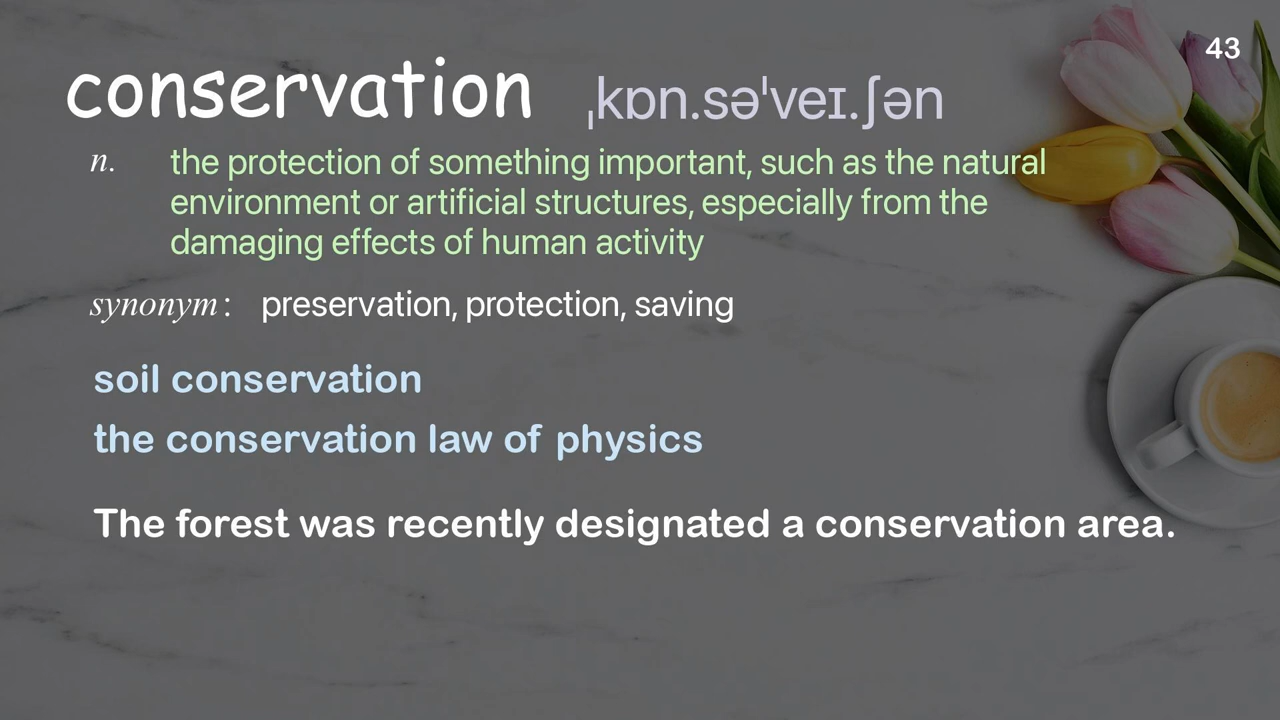 43
conservation ˌkɒn.səˈveɪ.ʃən
n. the protection of something important, such as the natural
environment or artificial structures, especially from the
damaging effects of human activity
synonym: preservation, protection, saving
soil conservation
the conservation law of physics
The forest was recently designated a conservation area.